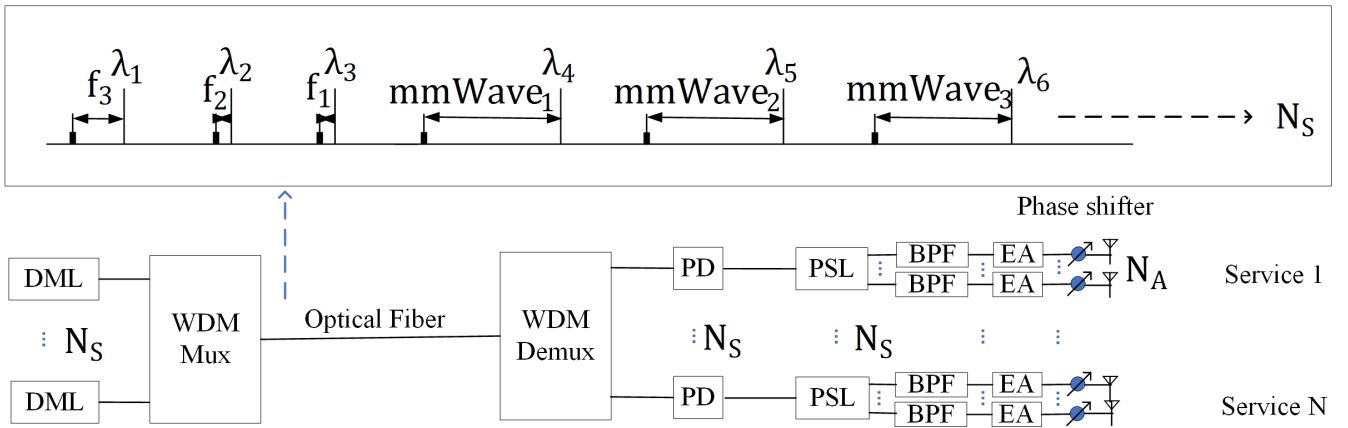 f₃ λ₁ f₂ λ₂ f₁ λ₃ mmWave₁ λ₄ mmWave₂ λ₅ mmWave₃ λ₆ Nₛ
Phase shifter
DML
Nₛ
DML
WDM
Mux
Optical Fiber
WDM
Demux
PD
Nₛ
PD
PSL
Nₛ
PSL
BPF EA
BPF EA
N_A
Service 1
BPF EA
BPF EA
Service N